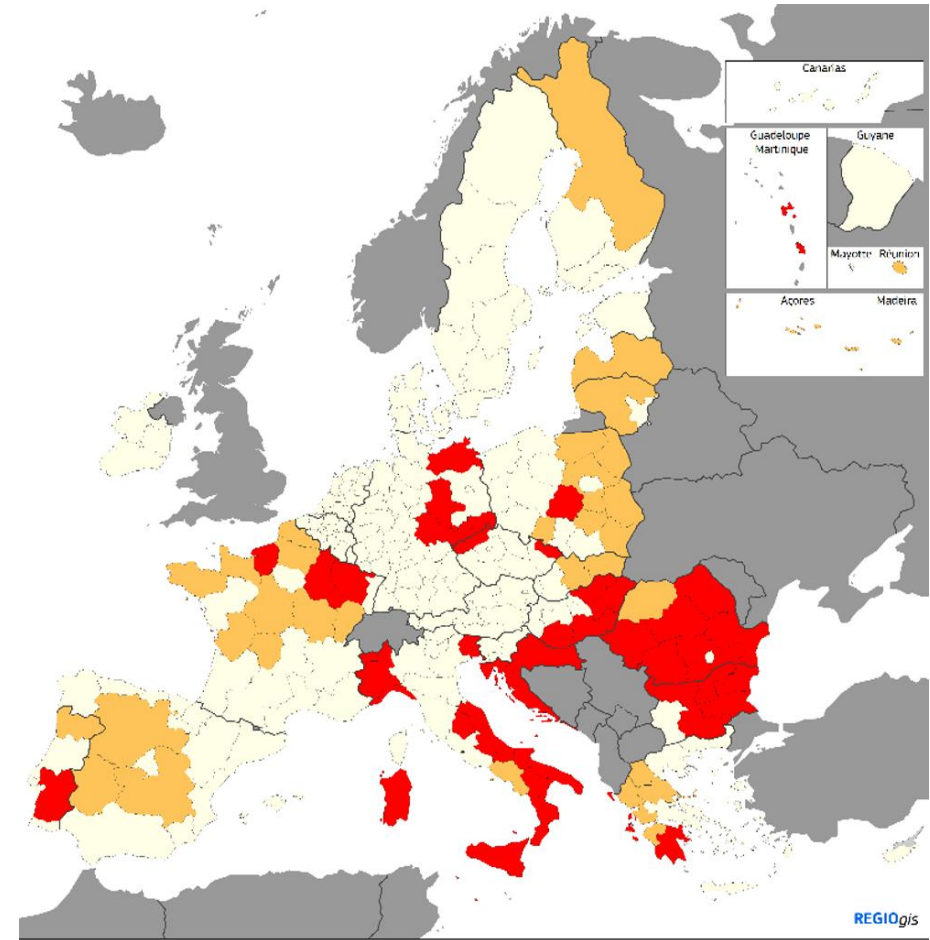 Canarias
Guadeloupe
Martinique
Guyane
Mayotte
Réunion
Açores
Madeira
REGIOgis